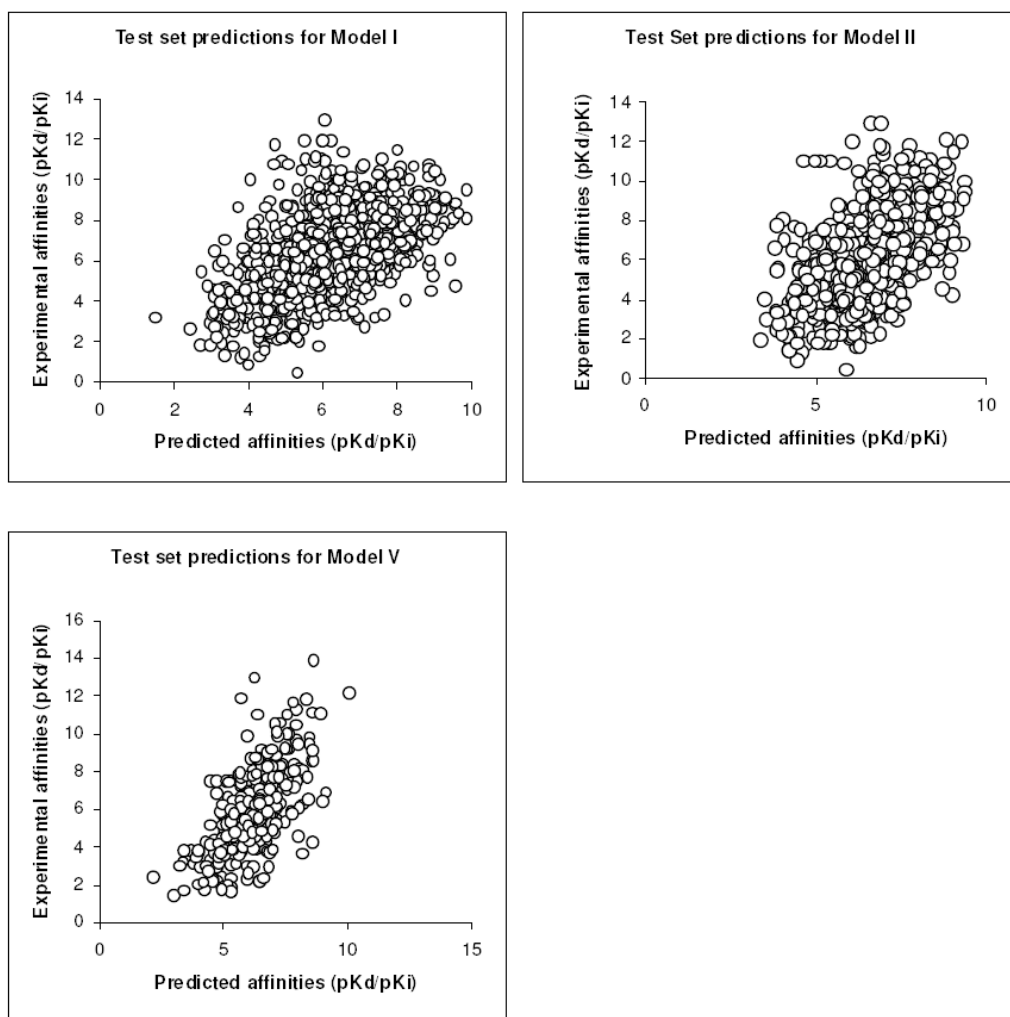 Test set predictions for Model I
Experimental affinities (pKd/pKi)
14
12
10
8
6
4
2
0
0 2 4 6 8 10
Predicted affinities (pKd/pKi)
Test Set predictions for Model II
Experimental affinities (pKd/pKi)
14
12
10
8
6
4
2
0
0 5 10
Predicted affinities (pKd/pKi)
Test set predictions for Model V
Experimental affinities (pKd/pKi)
16
14
12
10
8
6
4
2
0
0 5 10 15
Predicted affinities (pKd/pKi)